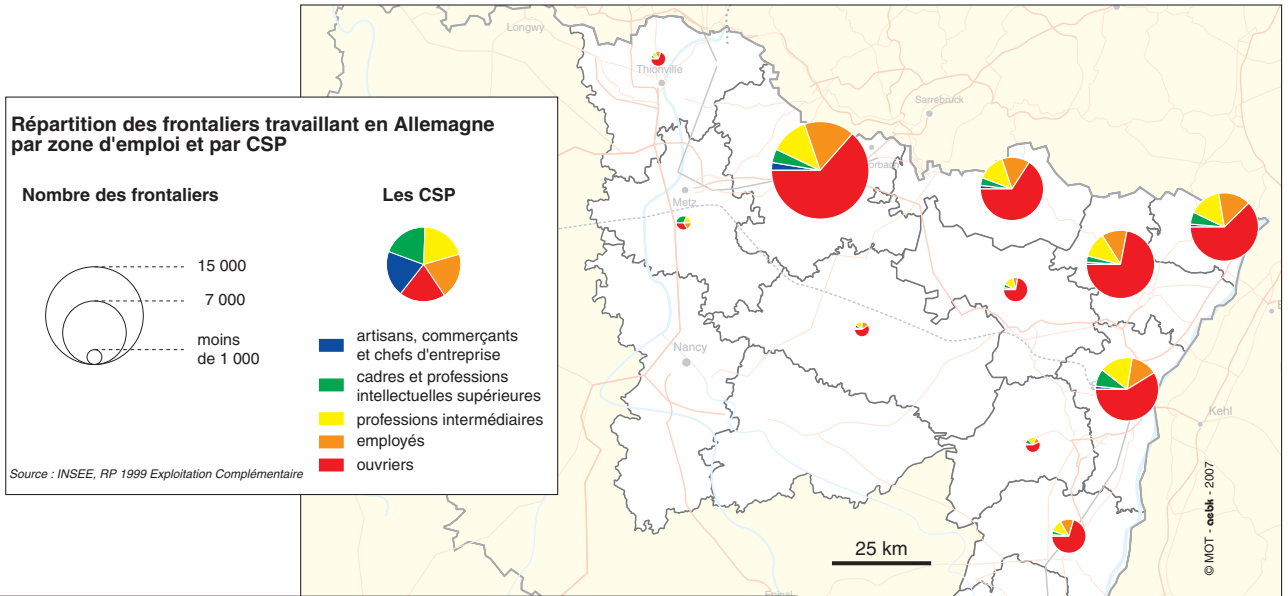 Répartition des frontaliers travaillant en Allemagne
par zone d'emploi et par CSP
Nombre des frontaliers
15 000
7 000
moins
de 1 000
Les CSP
artisans, commerçants
et chefs d'entreprise
cadres et professions
intellectuelles supérieures
professions intermédiaires
employés
ouvriers
Source : INSEE, RP 1999 Exploitation Complémentaire
Longwy
Thionville
Sarrebruck
Metz
Nancy
Kehl
25 km
© MOT - aebk - 2007